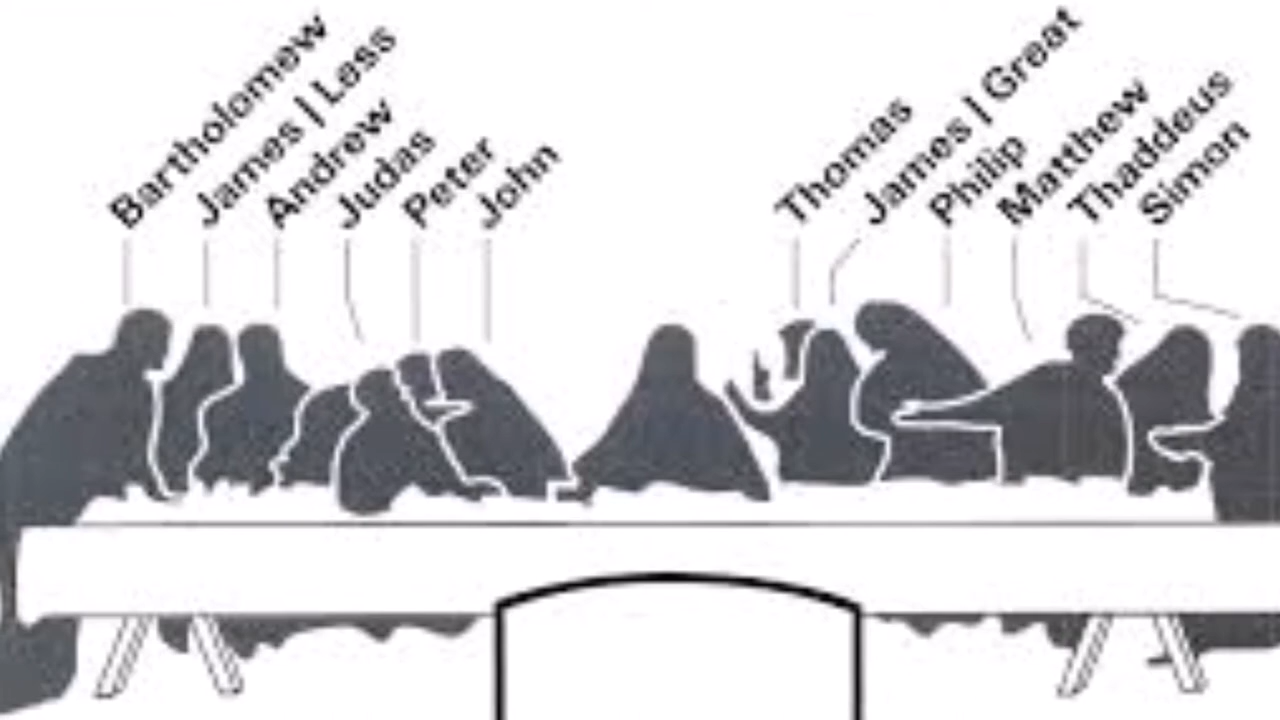 Bartholomew
James | Less
Andrew
Judas
Peter
John
Thomas
James | Great
Philip
Matthew
Thaddeus
Simon